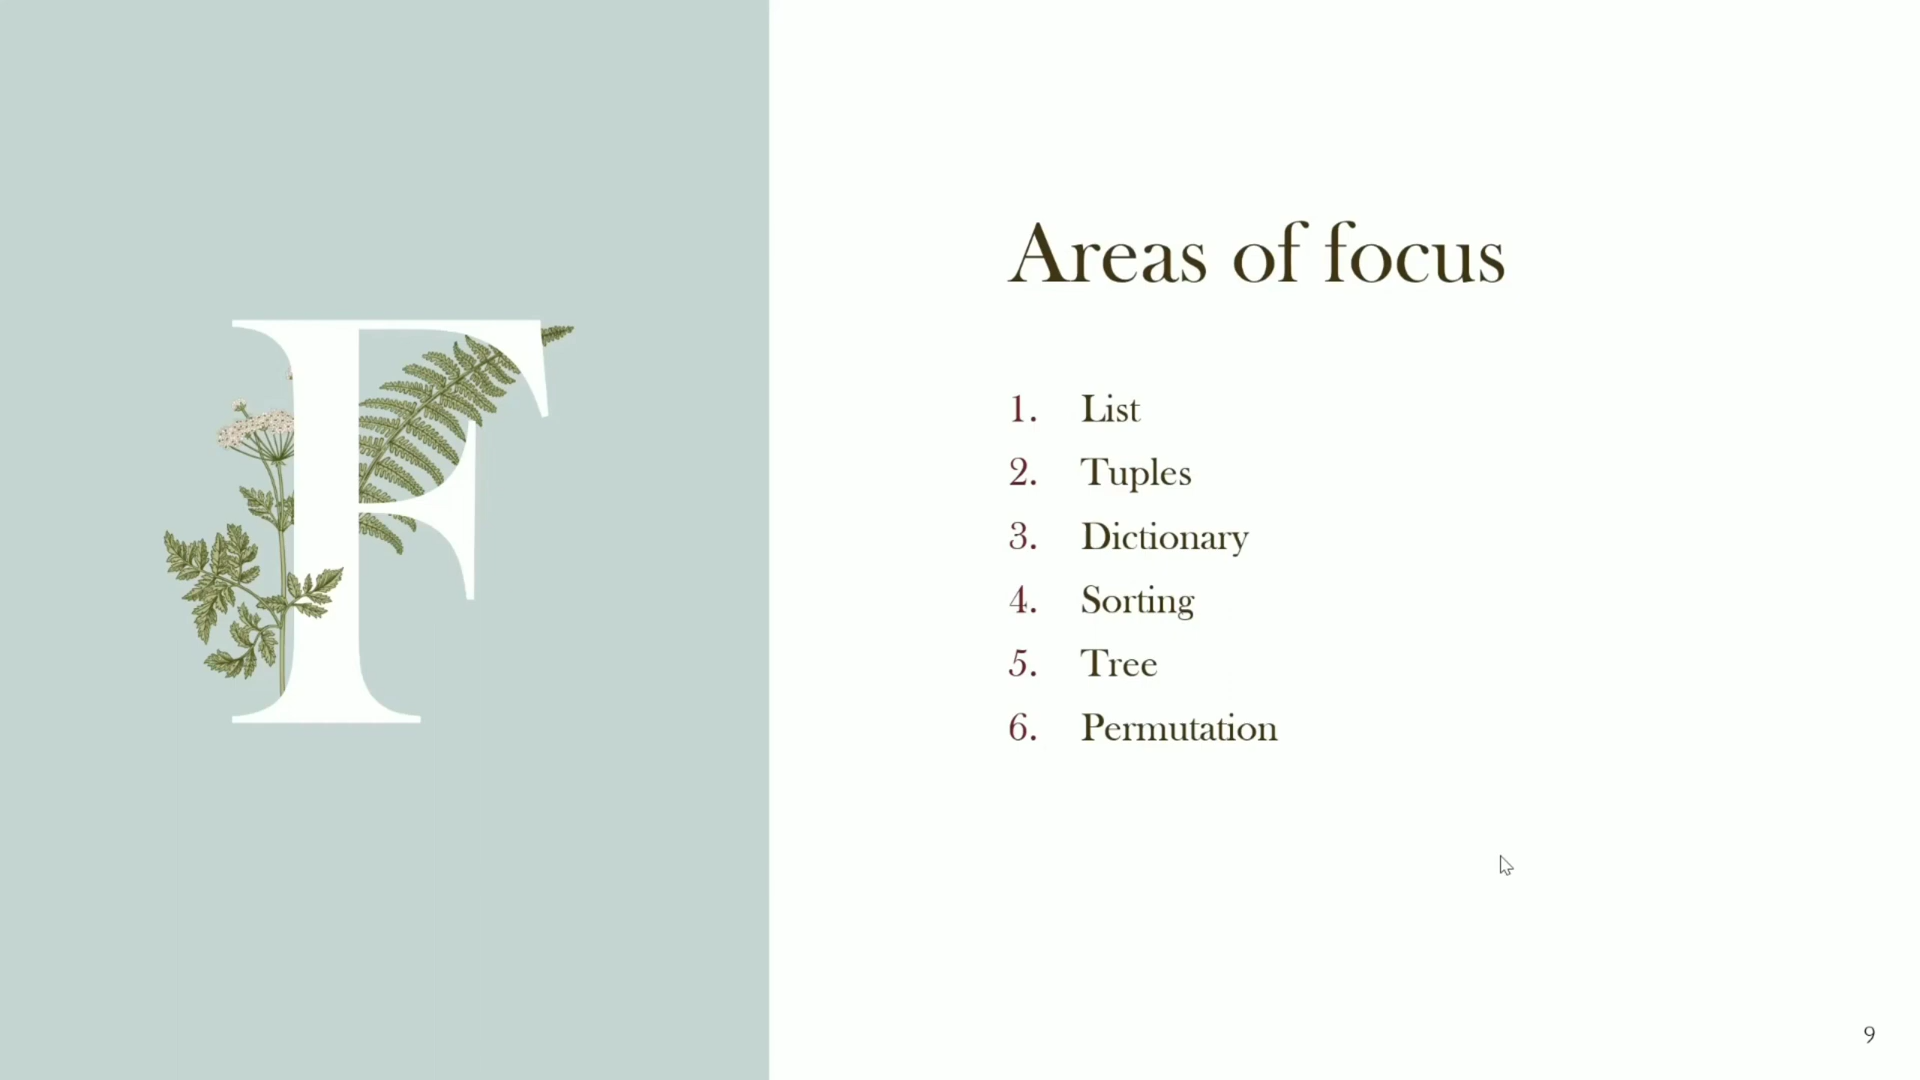 F
Areas of focus
1. List
2. Tuples
3. Dictionary
4. Sorting
5. Tree
6. Permutation
9